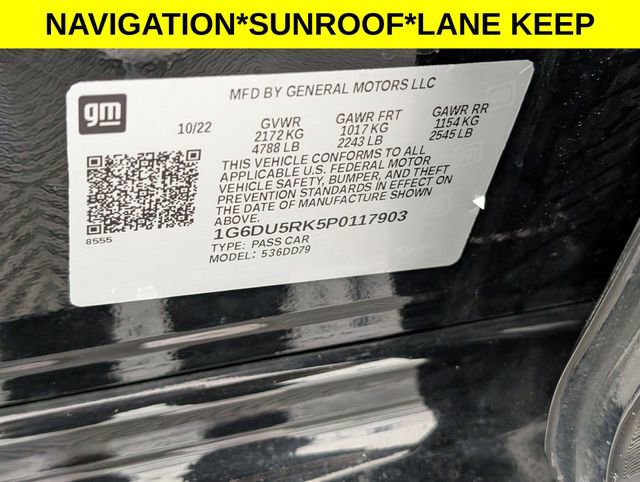 NAVIGATION*SUNROOF*LANE KEEP
gm
MFD BY GENERAL MOTORS LLC
10/22 GVWR GAWR FRT GAWR RR
2172 KG 1017 KG 1154 KG
4788 LB 2243 LB 2545 LB
THIS VEHICLE CONFORMS TO ALL
APPLICABLE U.S. FEDERAL MOTOR
VEHICLE SAFETY, BUMPER, AND THEFT
PREVENTION STANDARDS IN EFFECT ON
THE DATE OF MANUFACTURE SHOWN
ABOVE.
8555
1G6DU5RK5P0117903
TYPE: PASS CAR
MODEL: 536DD79